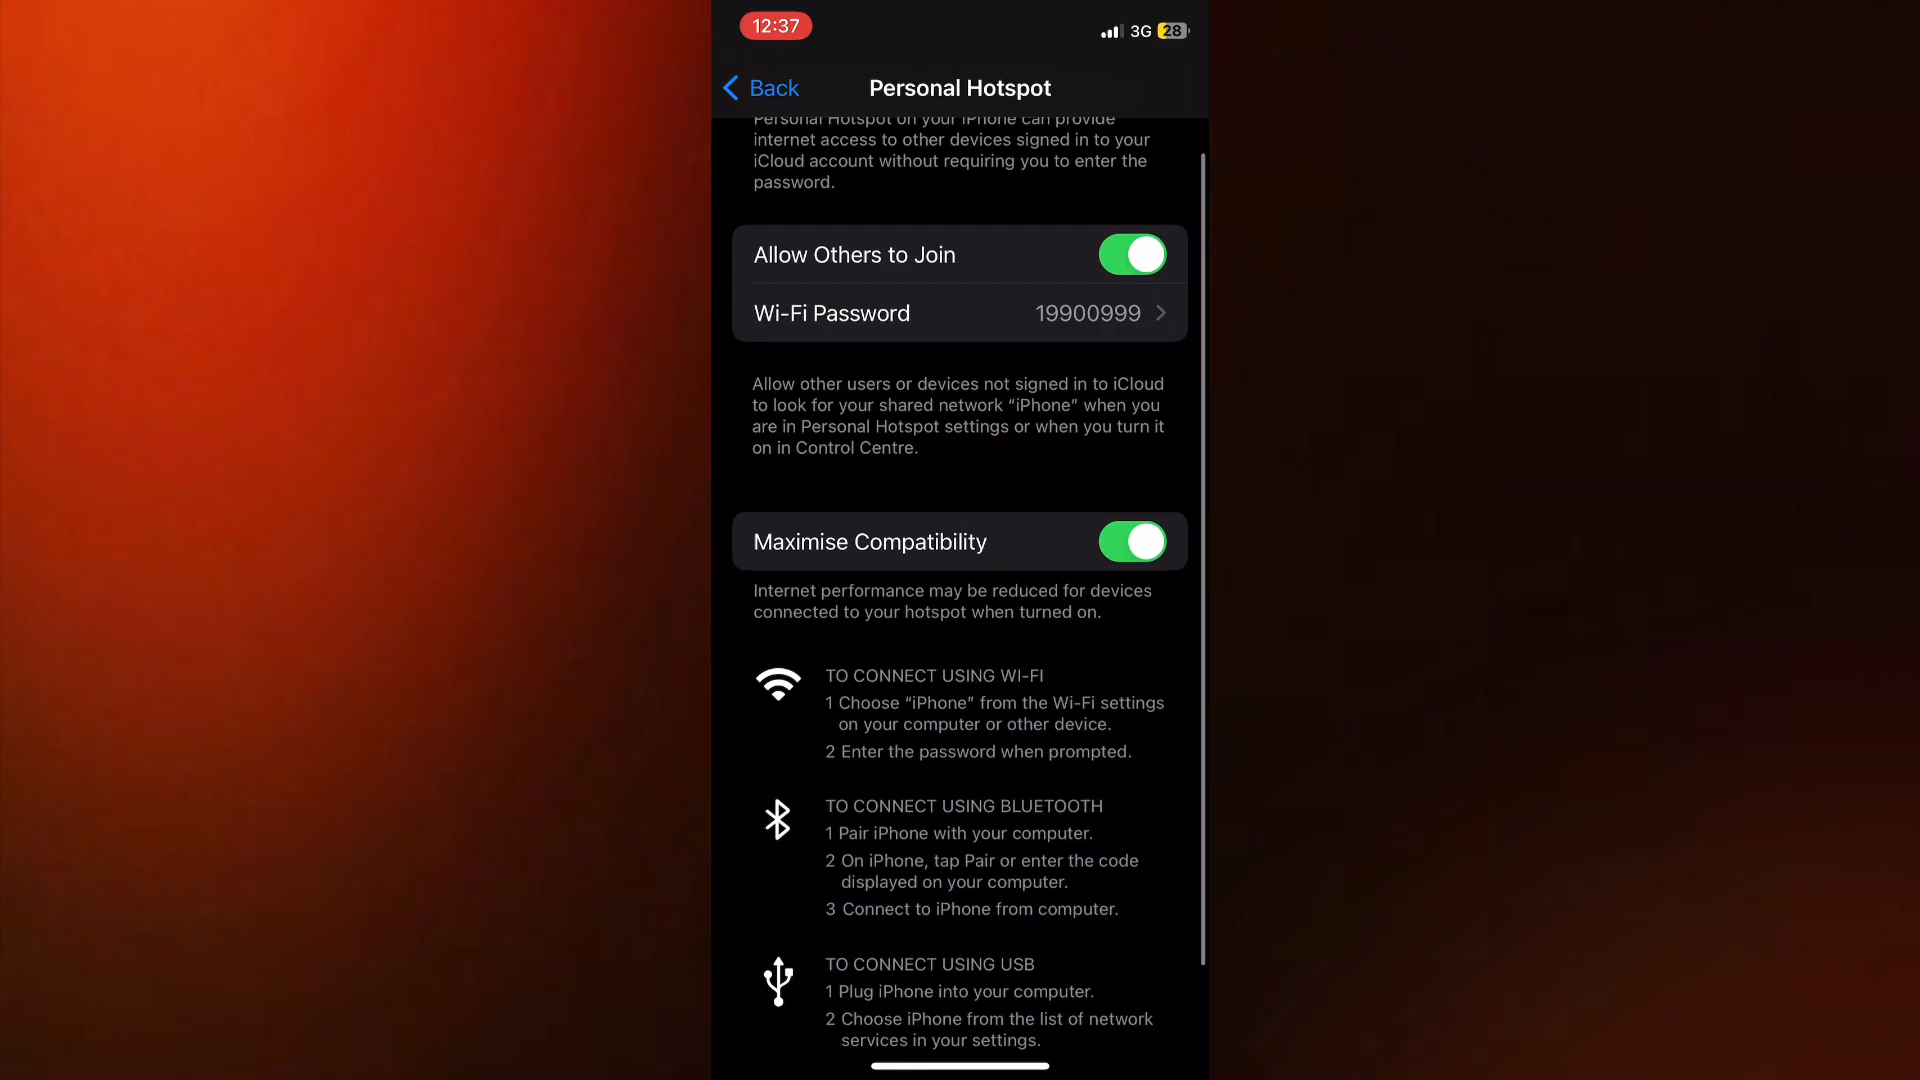 12:37
3G 28
Back
Personal Hotspot
Personal Hotspot on your iPhone can provide
internet access to other devices signed in to your
iCloud account without requiring you to enter the
password.
Allow Others to Join
Wi-Fi Password 19900999
Allow other users or devices not signed in to iCloud
to look for your shared network “iPhone” when you
are in Personal Hotspot settings or when you turn it
on in Control Centre.
Maximise Compatibility
Internet performance may be reduced for devices
connected to your hotspot when turned on.
TO CONNECT USING WI-FI
1 Choose “iPhone” from the Wi-Fi settings
on your computer or other device.
2 Enter the password when prompted.
TO CONNECT USING BLUETOOTH
1 Pair iPhone with your computer.
2 On iPhone, tap Pair or enter the code
displayed on your computer.
3 Connect to iPhone from computer.
TO CONNECT USING USB
1 Plug iPhone into your computer.
2 Choose iPhone from the list of network
services in your settings.